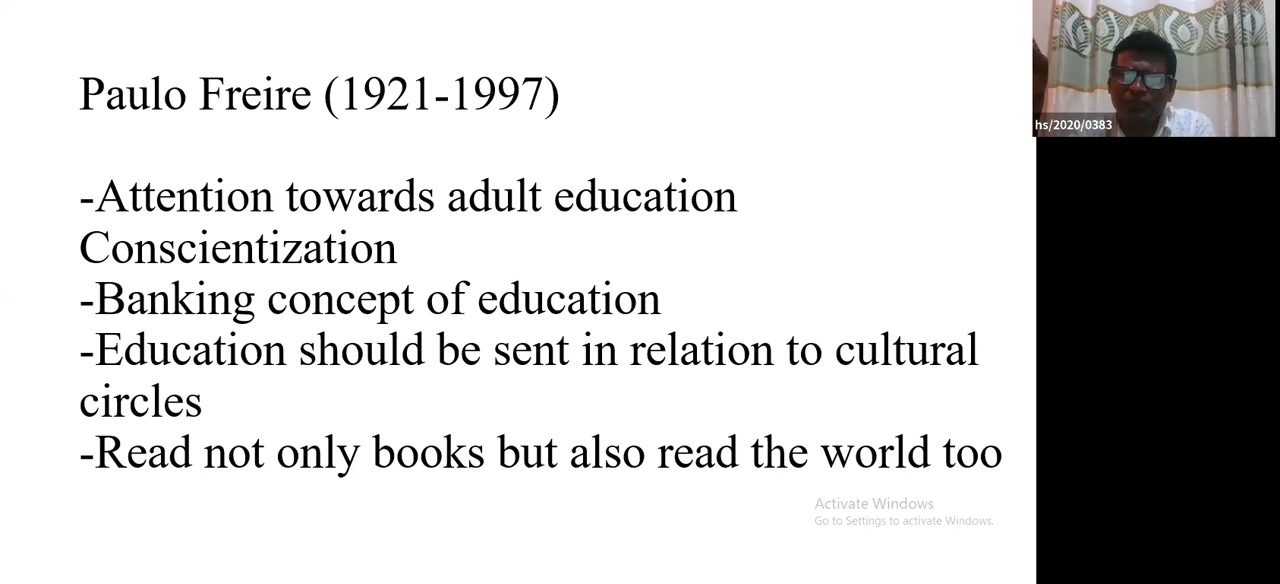 Paulo Freire (1921-1997)
-Attention towards adult education
Conscientization
-Banking concept of education
-Education should be sent in relation to cultural
circles
-Read not only books but also read the world too
hs/2020/0383
Activate Windows
Go to Settings to activate Windows.